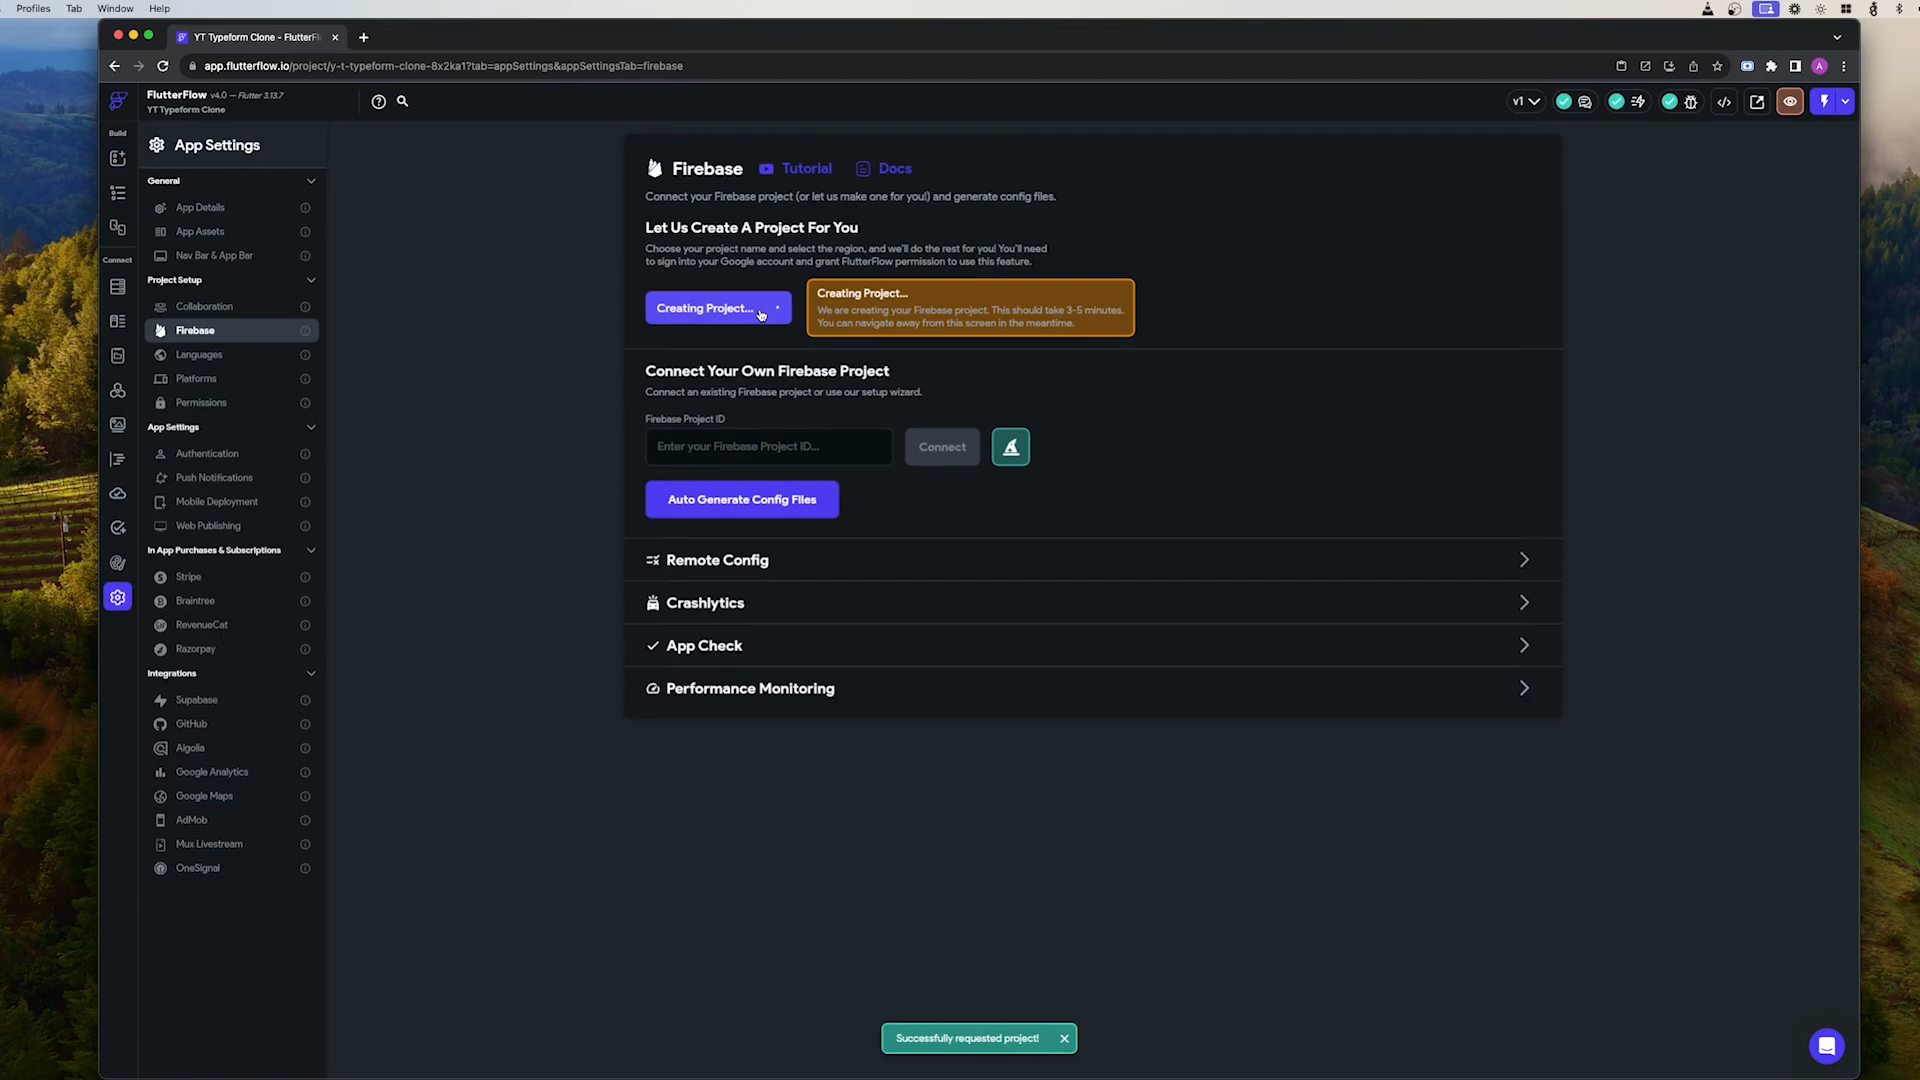 Profiles Tab Window Help
YT Typeform Clone - FlutterFl
app.flutterflow.io/project/y-t-typeform-clone-8x2ka1?tab=appSettings&appSettingsTab=firebase
A
FlutterFlow v4.0 — Flutter 3.13.7
YT Typeform Clone
v1
Build
Connect
App Settings
General
App Details
App Assets
Nav Bar & App Bar
Project Setup
Collaboration
Firebase
Languages
Platforms
Permissions
App Settings
Authentication
Push Notifications
Mobile Deployment
Web Publishing
In App Purchases & Subscriptions
Stripe
Braintree
RevenueCat
Razorpay
Integrations
Supabase
GitHub
Algolia
Google Analytics
Google Maps
AdMob
Mux Livestream
OneSignal
Firebase Tutorial Docs
Connect your Firebase project (or let us make one for you!) and generate config files.
Let Us Create A Project For You
Choose your project name and select the region, and we'll do the rest for you! You'll need
to sign into your Google account and grant FlutterFlow permission to use this feature.
Creating Project...
Creating Project...
We are creating your Firebase project. This should take 3-5 minutes.
You can navigate away from this screen in the meantime.
Connect Your Own Firebase Project
Connect an existing Firebase project or use our setup wizard.
Firebase Project ID
Enter your Firebase Project ID...
Connect
Auto Generate Config Files
Remote Config
Crashlytics
App Check
Performance Monitoring
Successfully requested project!